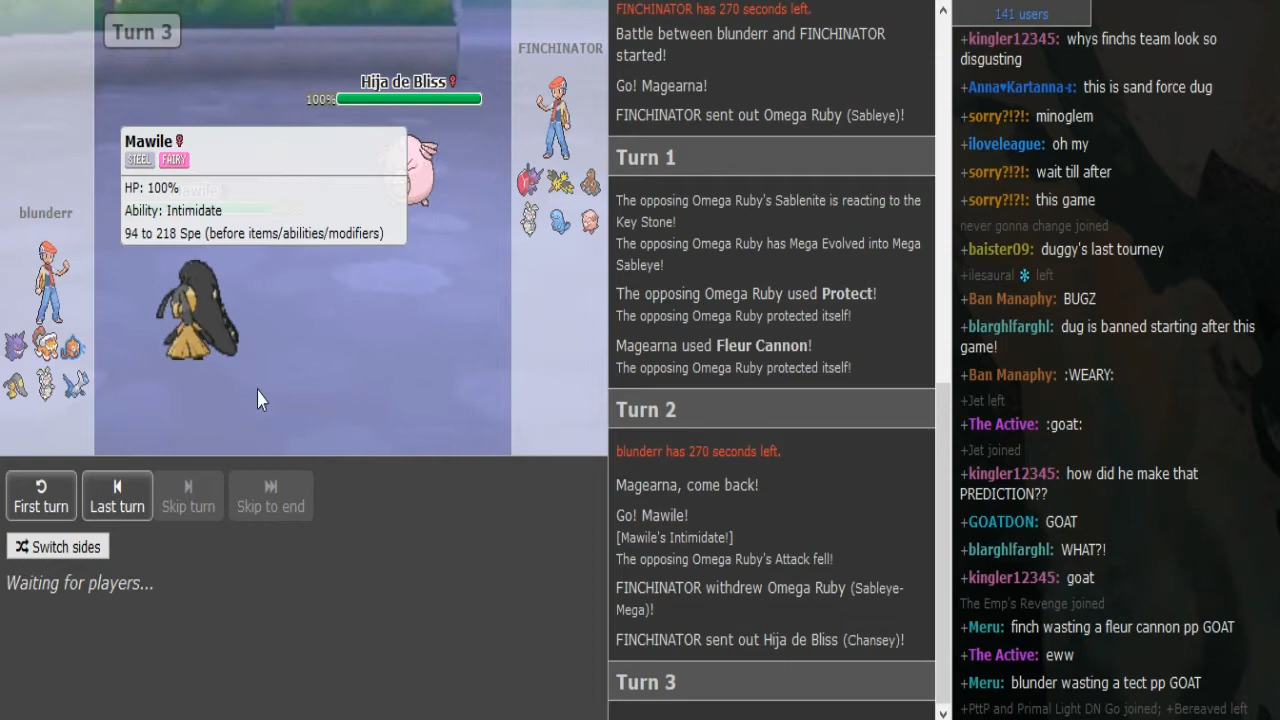 Turn 3
FINCHINATOR
Hija de Bliss
100%
Mawile
STEEL FAIRY
HP: 100%
Ability: Intimidate
94 to 218 Spe (before items/abilities/modifiers)
blunderr
First turn
Last turn
Skip turn
Skip to end
Switch sides
Waiting for players...
FINCHINATOR has 270 seconds left.
Battle between blunderr and FINCHINATOR
started!
Go! Magearna!
FINCHINATOR sent out Omega Ruby (Sableye)!
Turn 1
The opposing Omega Ruby's Sablenite is reacting to the
Key Stone!
The opposing Omega Ruby has Mega Evolved into Mega
Sableye!
The opposing Omega Ruby used Protect!
The opposing Omega Ruby protected itself!
Magearna used Fleur Cannon!
The opposing Omega Ruby protected itself!
Turn 2
blunderr has 270 seconds left.
Magearna, come back!
Go! Mawile!
[Mawile's Intimidate!]
The opposing Omega Ruby's Attack fell!
FINCHINATOR withdrew Omega Ruby (Sableye-
Mega)!
FINCHINATOR sent out Hija de Bliss (Chansey)!
Turn 3
141 users
+kingler12345: whys finchs team look so
disgusting
+Anna♥Kartanna: this is sand force dug
+sorry?!?!: minoglem
+iloveleague: oh my
+sorry?!?!: wait till after
+sorry?!?!: this game
never gonna change joined
+baister09: duggy's last tourney
+ilesaural ❄ left
+Ban Manaphy: BUGZ
+blarghlfarghl: dug is banned starting after this
game!
+Ban Manaphy: :WEARY:
+Jet left
+The Active: :goat:
+Jet joined
+kingler12345: how did he make that
PREDICTION??
+GOATDON: GOAT
+blarghlfarghl: WHAT?!
+kingler12345: goat
The Emp's Revenge joined
+Meru: finch wasting a fleur cannon pp GOAT
+The Active: eww
+Meru: blunder wasting a tect pp GOAT
+PttP and Primal Light DN Go joined; +Bereaved left